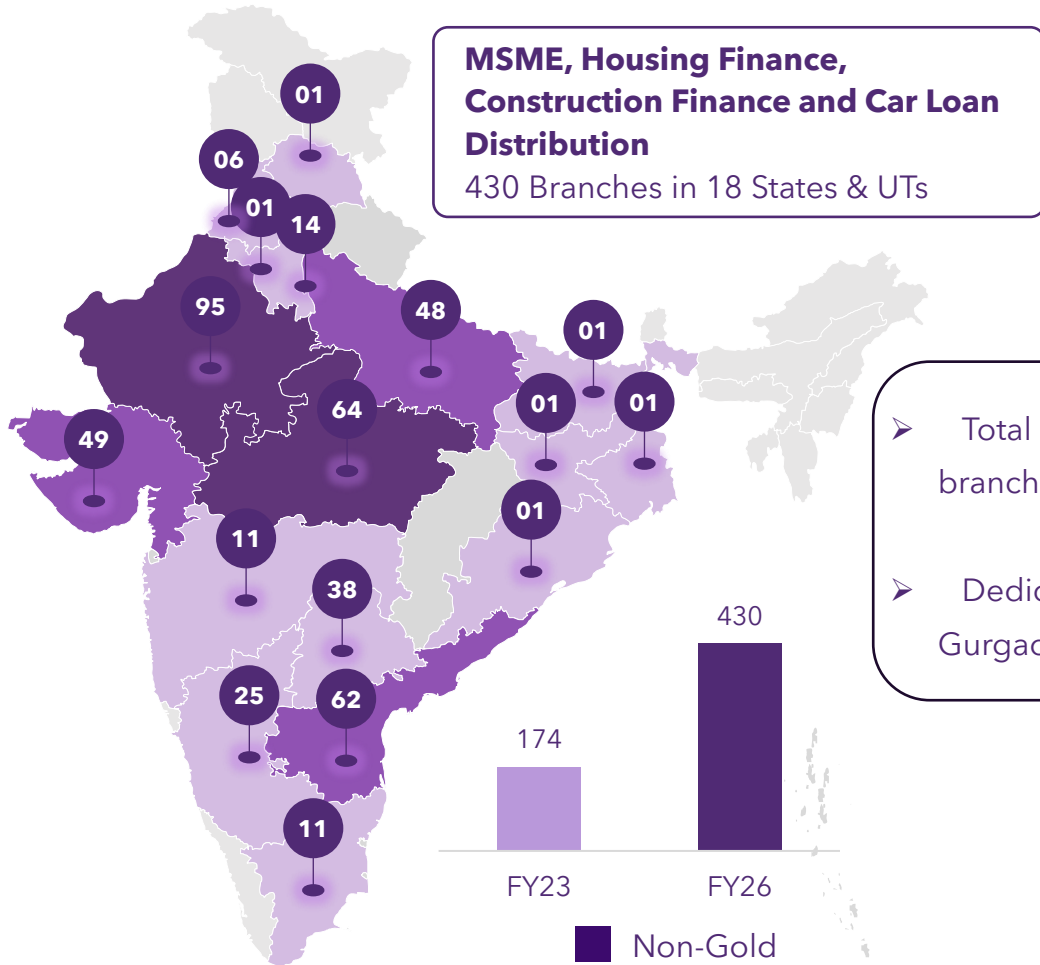 MSME, Housing Finance,
Construction Finance and Car Loan
Distribution
430 Branches in 18 States & UTs
01
06
01
14
95
48
01
64
01
01
49
01
11
38
25
62
11
➢ Total
branch
➢ Dedic
Gurgao
430
174
FY23
FY26
Non-Gold